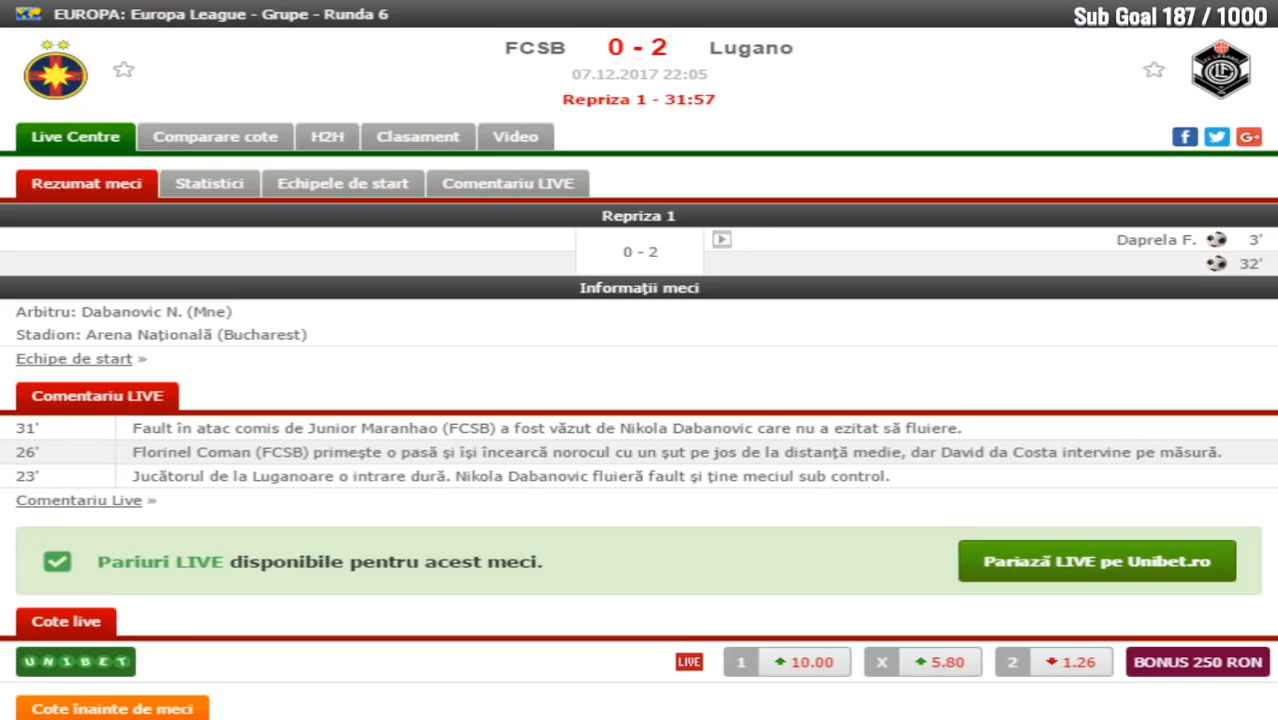 EUROPA: Europa League - Grupe - Runda 6
Sub Goal 187 / 1000
FCSB 0 - 2 Lugano
07.12.2017 22:05
Repriza 1 - 31:57
Live Centre Comparare cote H2H Clasament Video
Rezumat meci Statistici Echipele de start Comentariu LIVE
Repriza 1
Daprela F. 3'
0 - 2
32'
Informații meci
Arbitru: Dabanovic N. (Mne)
Stadion: Arena Națională (Bucharest)
Echipe de start »
Comentariu LIVE
31' Fault în atac comis de Junior Maranhao (FCSB) a fost văzut de Nikola Dabanovic care nu a ezitat să fluiere.
26' Florinel Coman (FCSB) primește o pasă și își încearcă norocul cu un șut pe jos de la distanță medie, dar David da Costa intervine pe măsură.
23' Jucătorul de la Luganoare o intrare dură. Nikola Dabanovic fluieră fault și ține meciul sub control.
Comentariu Live »
Pariuri LIVE disponibile pentru acest meci.
Pariază LIVE pe Unibet.ro
Cote live
UNIBET LIVE 1 10.00 X 5.80 2 1.26 BONUS 250 RON
Cote înainte de meci